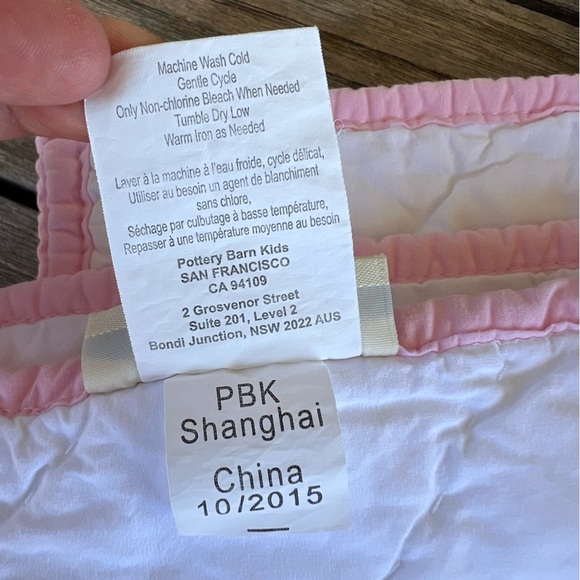 Machine Wash Cold
Gentle Cycle
Only Non-chlorine Bleach When Needed
Tumble Dry Low
Warm Iron as Needed
Laver à la machine à l'eau froide, cycle délicat,
Utiliser au besoin un agent de blanchiment
sans chlore,
Séchage par culbutage à basse température,
Repasser à une température moyenne au besoin
Pottery Barn Kids
SAN FRANCISCO
CA 94109
2 Grosvenor Street
Suite 201, Level 2
Bondi Junction, NSW 2022 AUS
PBK
Shanghai
China
10/2015